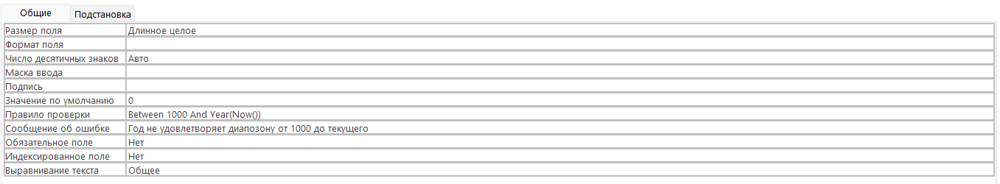 Общие Подстановка
Размер поля Длинное целое
Формат поля
Число десятичных знаков Авто
Маска ввода
Подпись
Значение по умолчанию 0
Правило проверки Between 1000 And Year(Now())
Сообщение об ошибке Год не удовлетворяет диапозону от 1000 до текущего
Обязательное поле Нет
Индексированное поле Нет
Выравнивание текста Общее